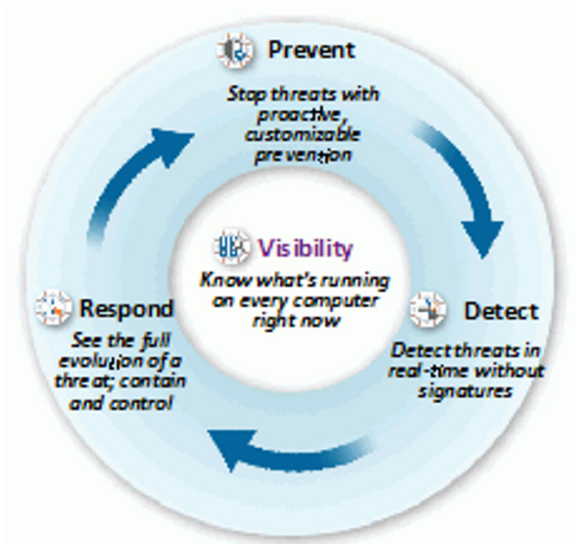 Prevent
Stop threats with
proactive,
customizable
prevention
Visibility
Know what's running
on every computer
right now
Detect
Detect threats in
real-time without
signatures
Respond
See the full
evolution of a
threat; contain
and control